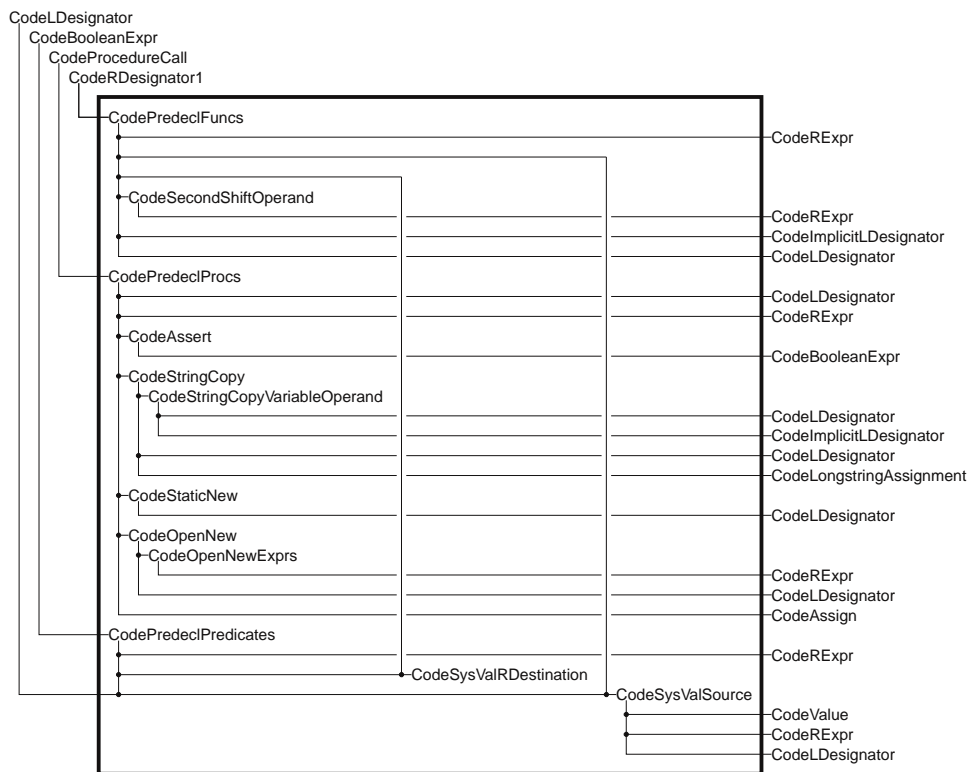 CodeLDesignator
CodeBooleanExpr
CodeProcedureCall
CodeRDesignator1
CodePredeclFuncs
CodeRExpr
CodeSecondShiftOperand
CodeRExpr
CodeImplicitLDesignator
CodeLDesignator
CodePredeclProcs
CodeLDesignator
CodeRExpr
CodeAssert
CodeBooleanExpr
CodeStringCopy
CodeStringCopyVariableOperand
CodeLDesignator
CodeImplicitLDesignator
CodeLDesignator
CodeLongstringAssignment
CodeStaticNew
CodeLDesignator
CodeOpenNew
CodeOpenNewExprs
CodeRExpr
CodeLDesignator
CodeAssign
CodePredeclPredicates
CodeRExpr
CodeSysValRDestination
CodeSysValSource
CodeValue
CodeRExpr
CodeLDesignator